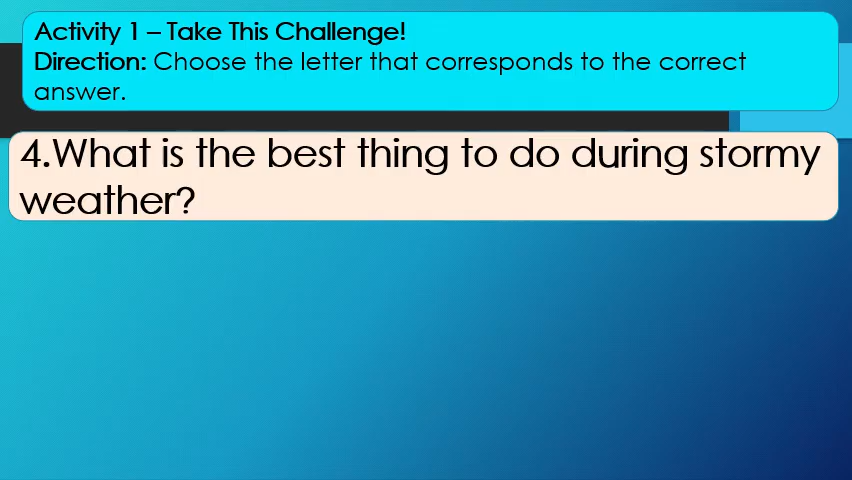 Activity 1 – Take This Challenge!
Direction: Choose the letter that corresponds to the correct
answer.
4.What is the best thing to do during stormy
weather?